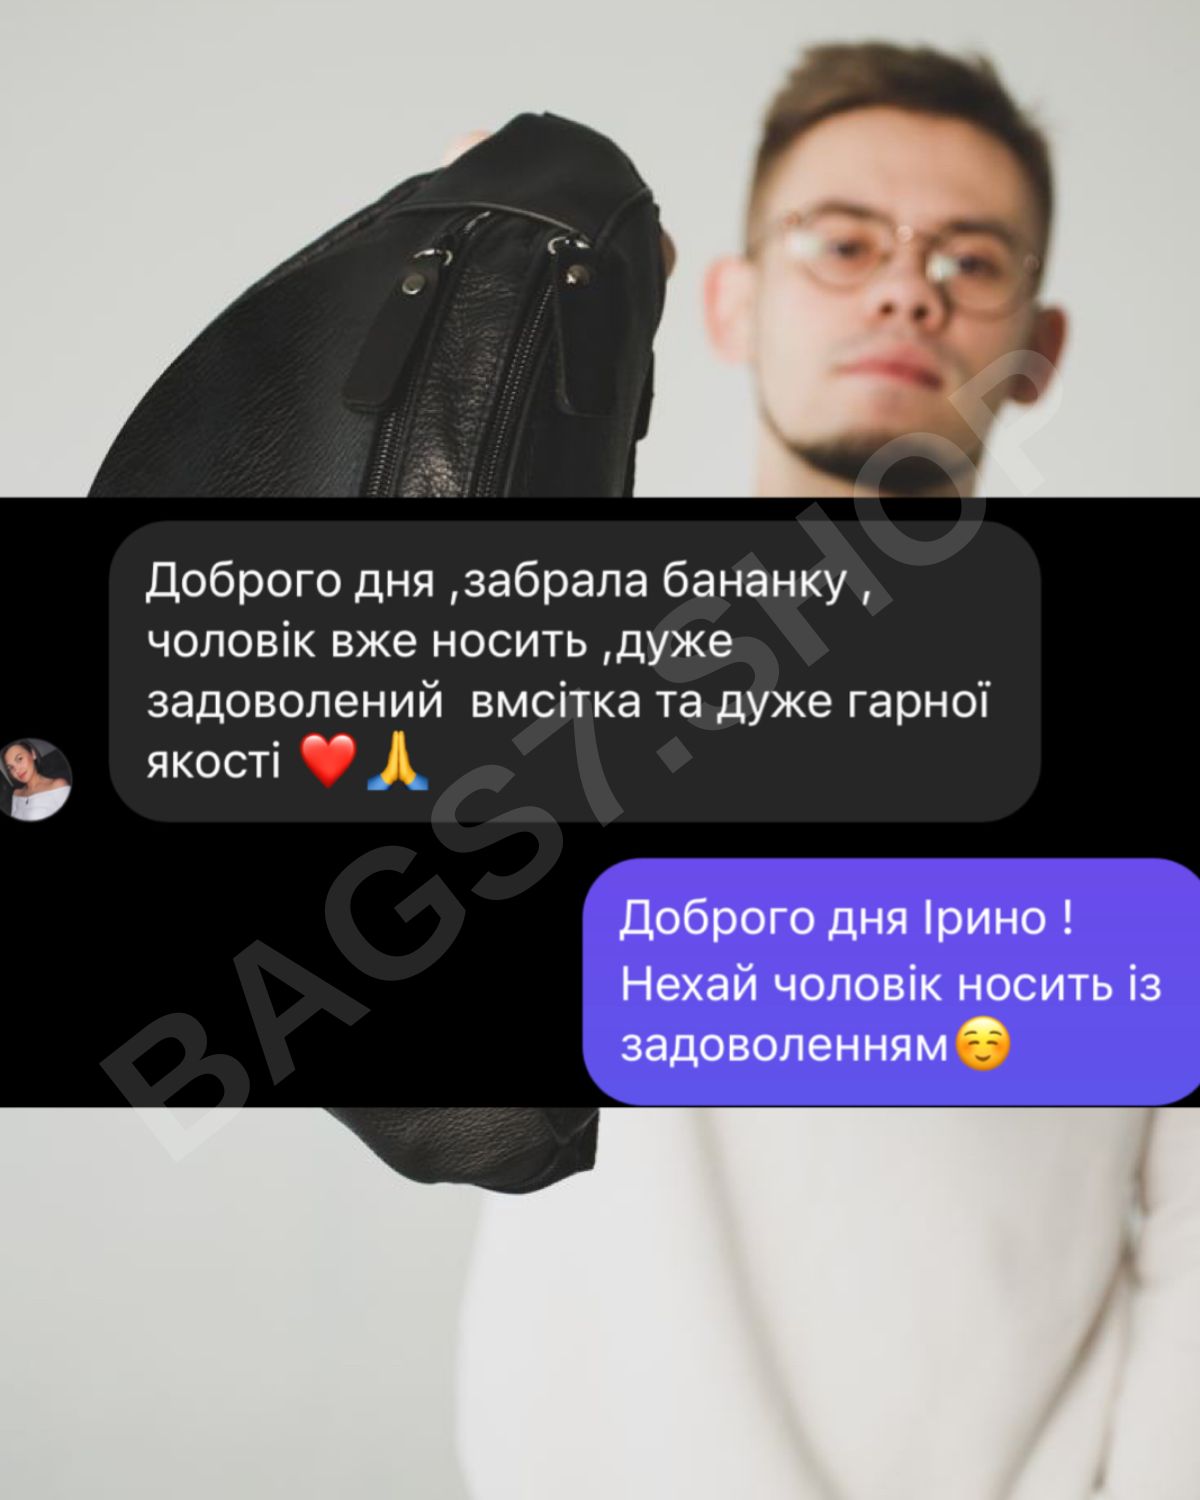 Доброго дня ,забрала бананку ,
чоловік вже носить ,дуже
задоволений  вмсітка та дуже гарної
якості ❤️🙏
Доброго дня Ірино !
Нехай чоловік носить із
задоволенням☺️
BAGS7.SHOP